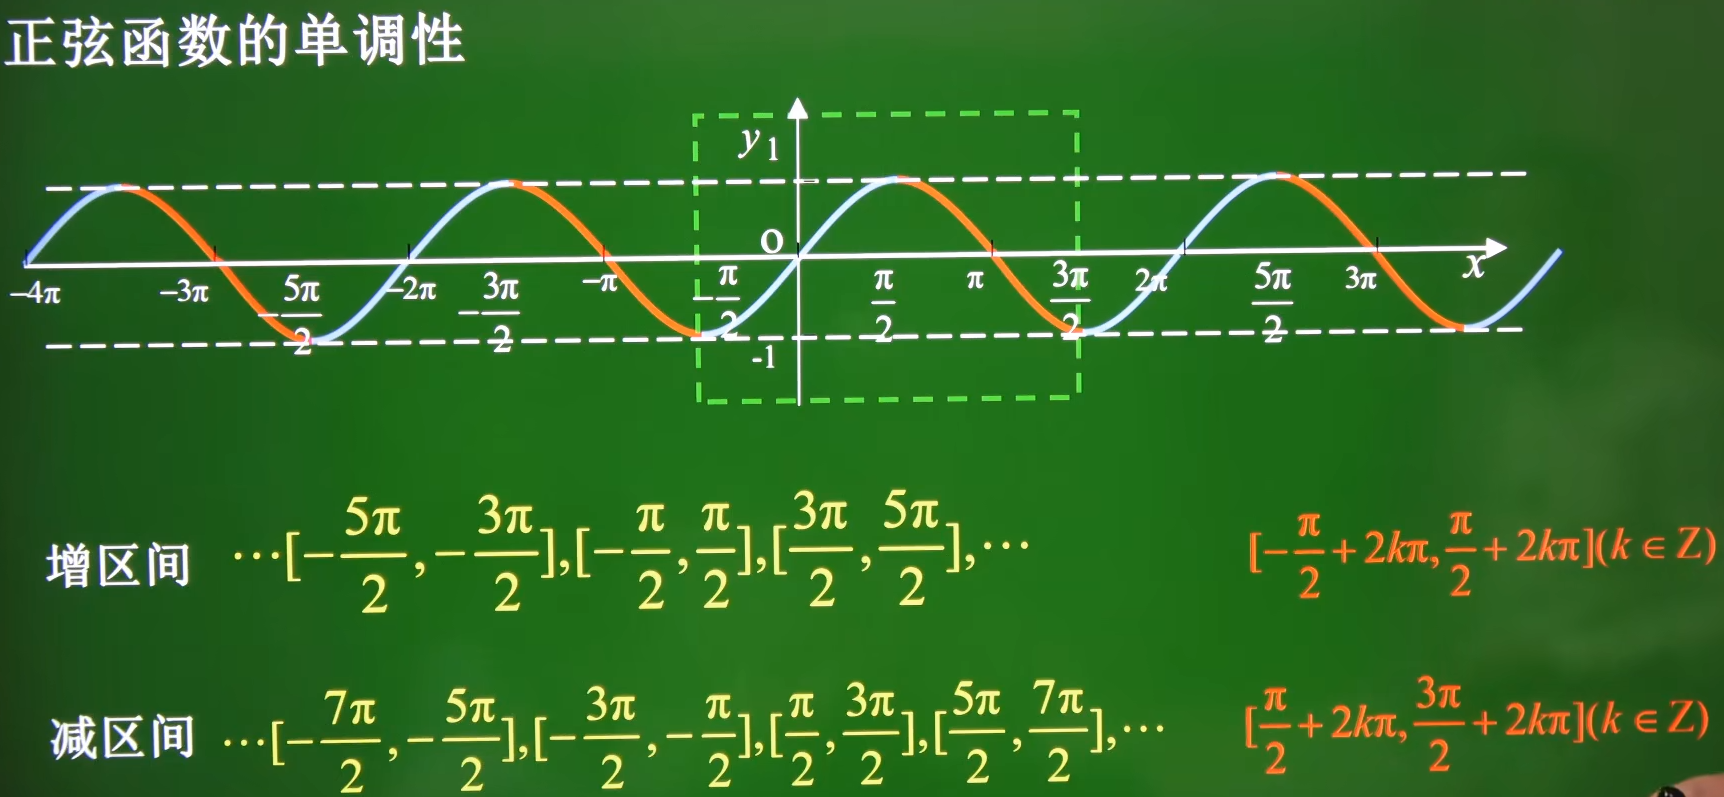 正弦函数的单调性
y 1
O
−4π −3π −5π/2 −2π −3π/2 −π −π/2 π/2 π 3π/2 2π 5π/2 3π x
-1
增区间 …[−5π/2,−3π/2],[−π/2,π/2],[3π/2,5π/2],… [−π/2+2kπ,π/2+2kπ](k∈Z)
减区间 …[−7π/2,−5π/2],[−3π/2,−π/2],[π/2,3π/2],[5π/2,7π/2],… [π/2+2kπ,3π/2+2kπ](k∈Z)